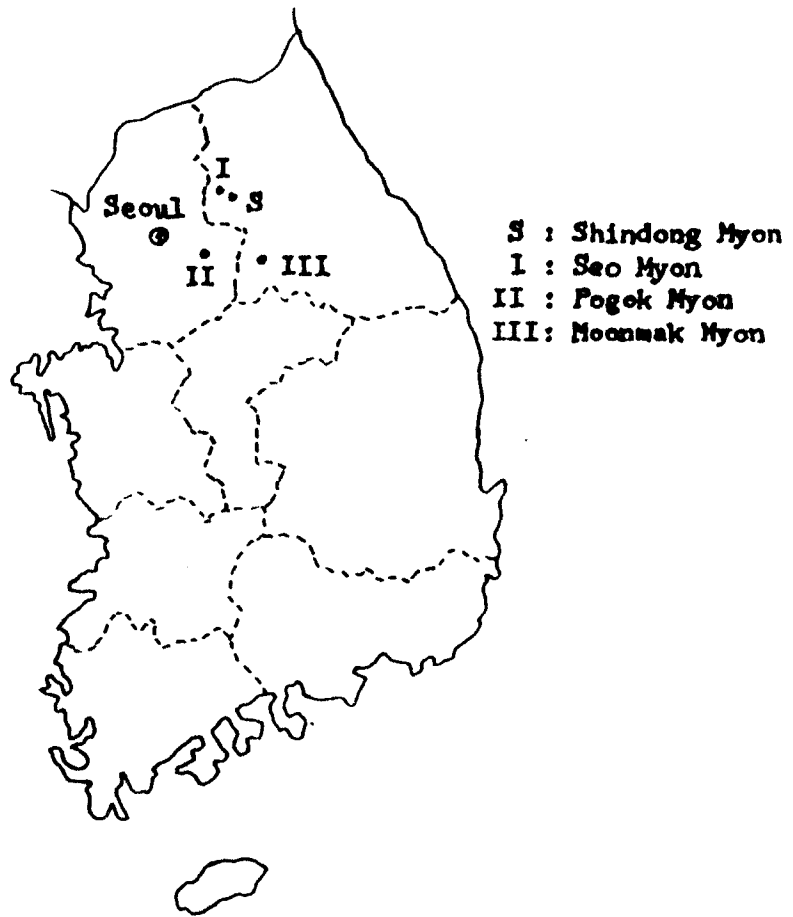 I
Seoul
S
II
III
S : Shindong Myon
I : Seo Myon
II : Pogok Myon
III: Moonmak Myon